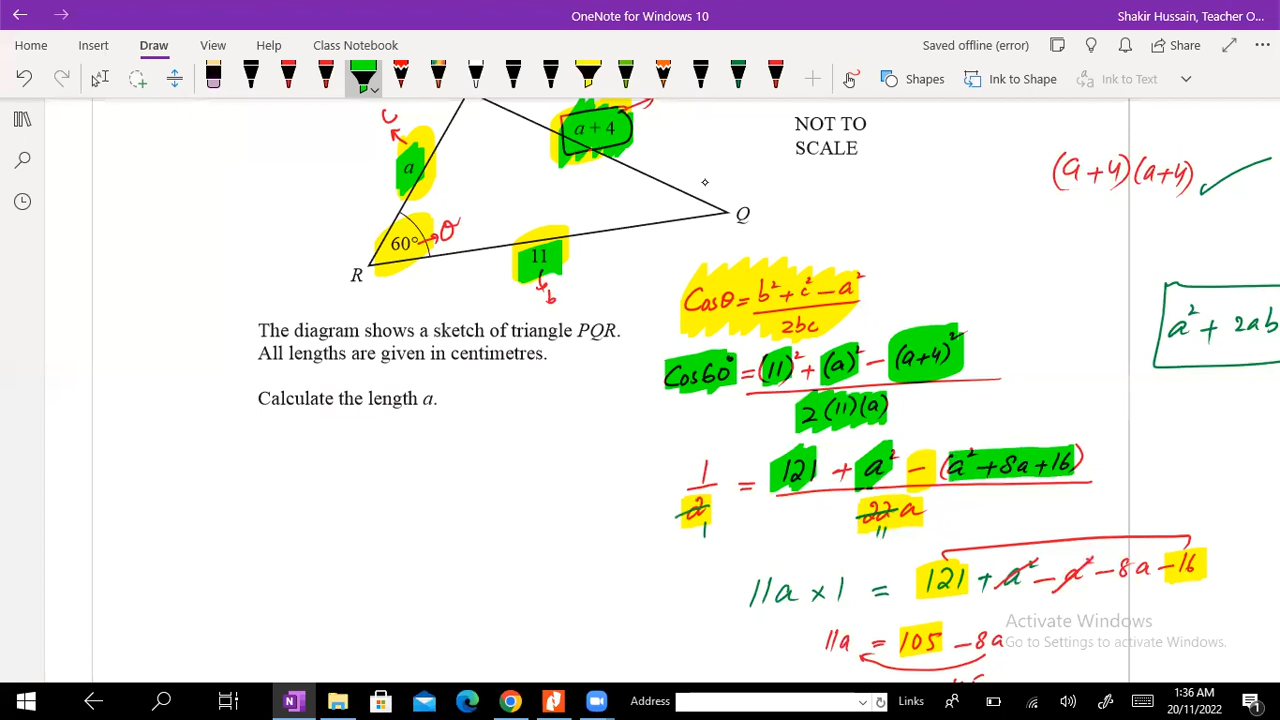 OneNote for Windows 10
Shakir Hussain, Teacher O...
Home Insert Draw View Help Class Notebook
Saved offline (error) Share
Shapes Ink to Shape Ink to Text
c
a + 4
NOT TO
SCALE
a
(a+4)(a+4)
Q
60° → θ
R
11
b
Cosθ = b² + c² - a²
2bc
The diagram shows a sketch of triangle PQR.
All lengths are given in centimetres.
a² + 2ab
Cos60° = (11)² + (a)² - (a+4)²
2(11)(a)
Calculate the length a.
1 = 121 + a² - (a² + 8a + 16)
2 22a
1 11
11a × 1 = 121 + a² - a² - 8a - 16
Activate Windows
Go to Settings to activate Windows.
11a = 105 - 8a
Address Links
1:36 AM
20/11/2022